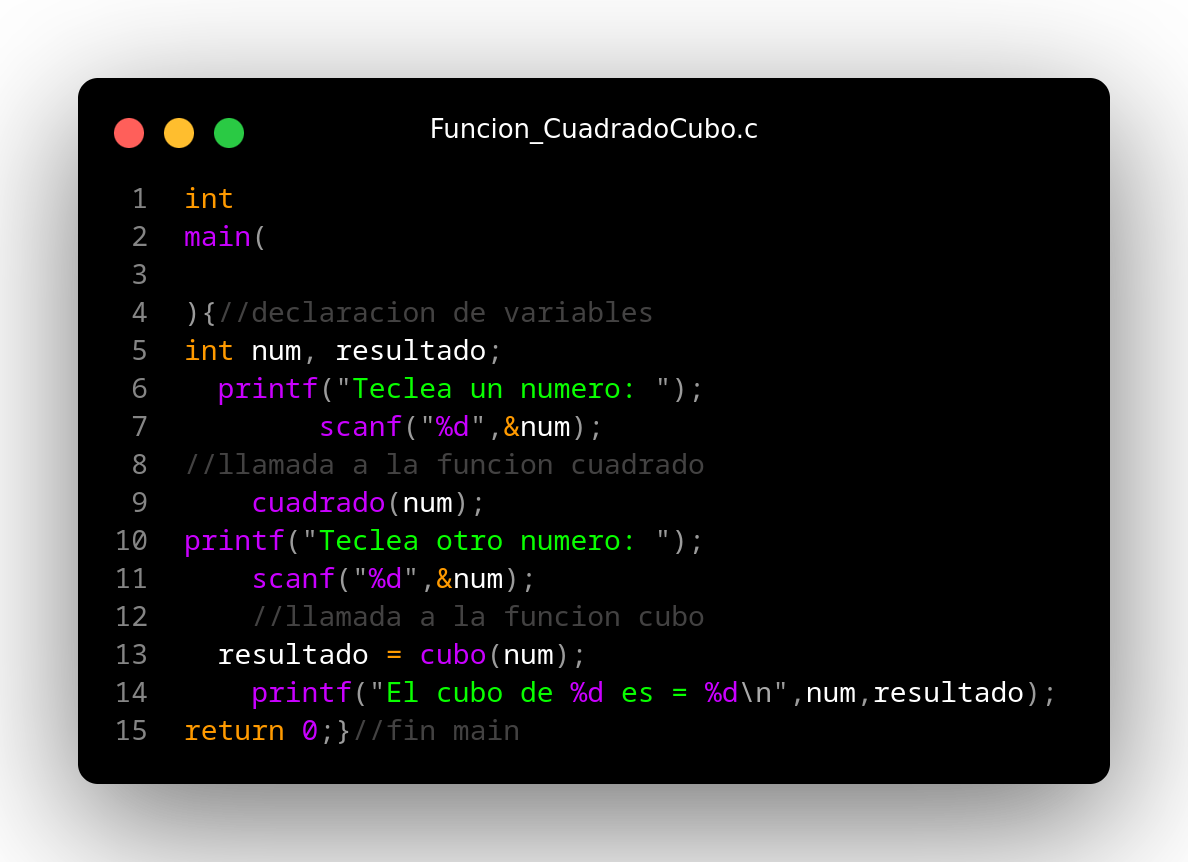 Funcion_CuadradoCubo.c
1 int
2 main(
3
4 ){//declaracion de variables
5 int num, resultado;
6   printf("Teclea un numero: ");
7         scanf("%d",&num);
8 //llamada a la funcion cuadrado
9     cuadrado(num);
10 printf("Teclea otro numero: ");
11     scanf("%d",&num);
12     //llamada a la funcion cubo
13   resultado = cubo(num);
14     printf("El cubo de %d es = %d\n",num,resultado);
15 return 0;}//fin main